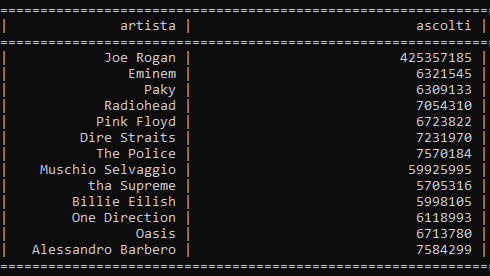 artista | ascolti |
Joe Rogan | 425357185 |
Eminem | 6321545 |
Paky | 6309133 |
Radiohead | 7054310 |
Pink Floyd | 6723822 |
Dire Straits | 7231970 |
The Police | 7570184 |
Muschio Selvaggio | 59925995 |
tha Supreme | 5705316 |
Billie Eilish | 5998105 |
One Direction | 6118993 |
Oasis | 6713780 |
Alessandro Barbero | 7584299 |